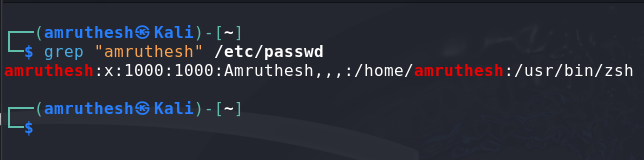 ┌──(amruthesh㉿Kali)-[~]
└─$ grep "amruthesh" /etc/passwd
amruthesh:x:1000:1000:Amruthesh,,,:/home/amruthesh:/usr/bin/zsh
┌──(amruthesh㉿Kali)-[~]
└─$